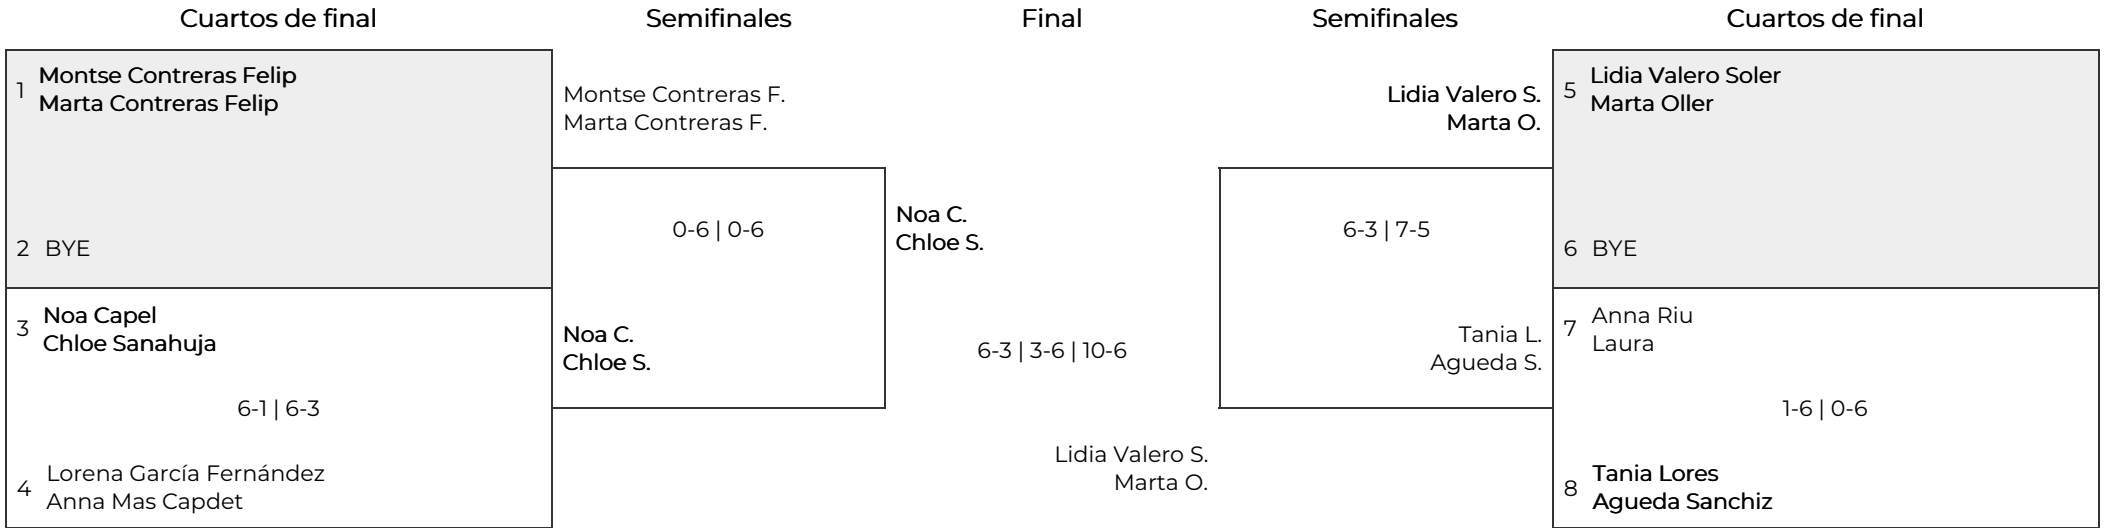 Cuartos de final
Semifinales
Final
Semifinales
Cuartos de final
1
Montse Contreras Felip
Marta Contreras Felip
2 BYE
3
Noa Capel
Chloe Sanahuja
6-1 | 6-3
4
Lorena García Fernández
Anna Mas Capdet
Montse Contreras F.
Marta Contreras F.
0-6 | 0-6
Noa C.
Chloe S.
Noa C.
Chloe S.
6-3 | 3-6 | 10-6
Lidia Valero S.
Marta O.
Lidia Valero S.
Marta O.
6-3 | 7-5
Tania L.
Agueda S.
5
Lidia Valero Soler
Marta Oller
6 BYE
7
Anna Riu
Laura
1-6 | 0-6
8
Tania Lores
Agueda Sanchiz